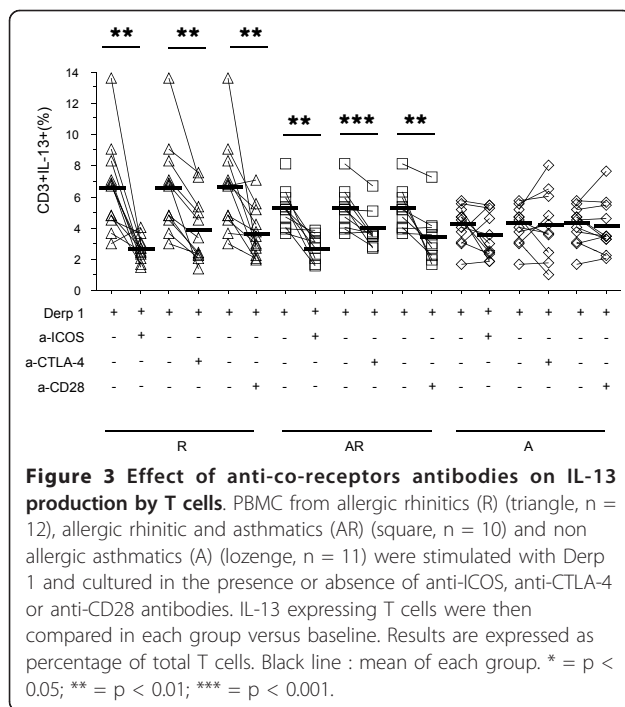 ** ** **
** *** **
14
12
10
8
6
4
2
0
CD3+IL-13+(%)
Derp 1 + + + + + + + + + + + + + + + + + +
a-ICOS - + - - - - - + - - - - - + - - - -
a-CTLA-4 - - - + - - - - - + - - - - - + - -
a-CD28 - - - - - + - - - - - + - - - - - +
R AR A
Figure 3 Effect of anti-co-receptors antibodies on IL-13
production by T cells. PBMC from allergic rhinitics (R) (triangle, n =
12), allergic rhinitic and asthmatics (AR) (square, n = 10) and non
allergic asthmatics (A) (lozenge, n = 11) were stimulated with Derp
1 and cultured in the presence or absence of anti-ICOS, anti-CTLA-4
or anti-CD28 antibodies. IL-13 expressing T cells were then
compared in each group versus baseline. Results are expressed as
percentage of total T cells. Black line : mean of each group. * = p <
0.05; ** = p < 0.01; *** = p < 0.001.